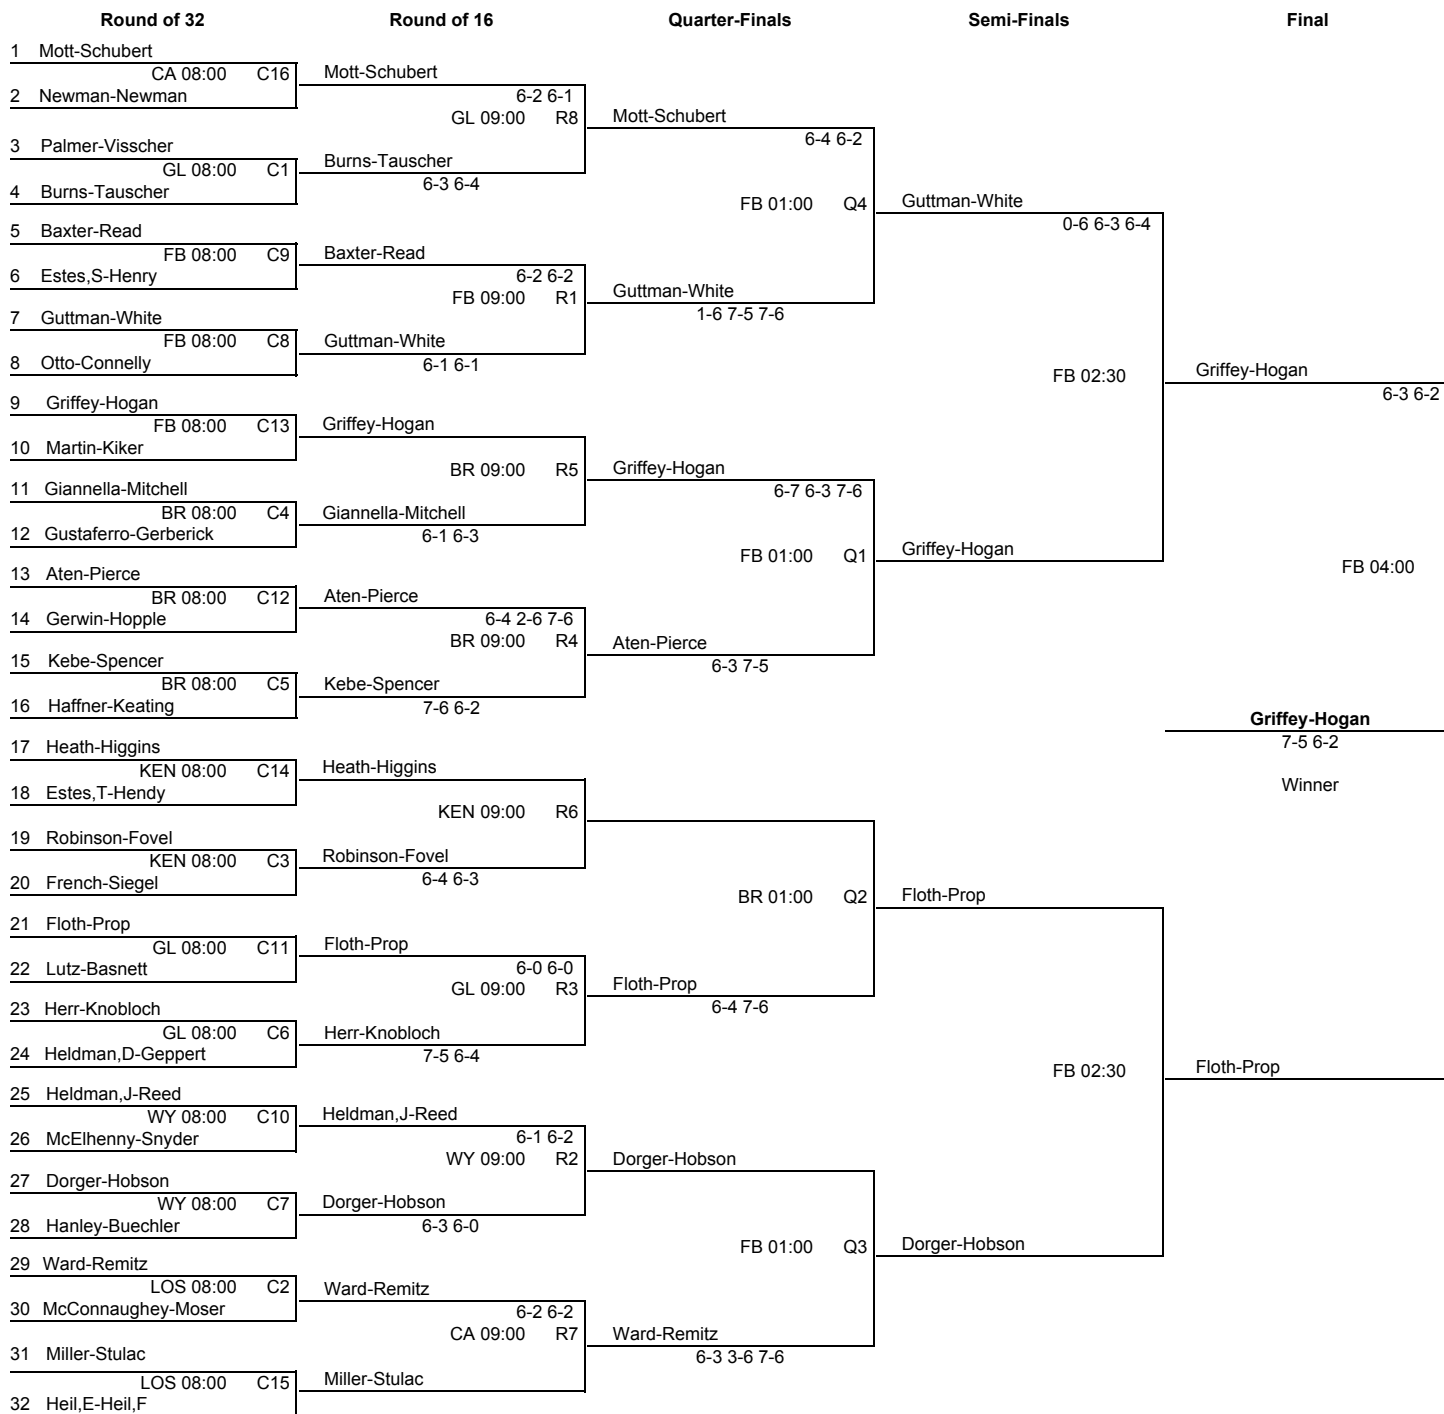 Round of 32 Round of 16 Quarter-Finals Semi-Finals Final
1 Mott-Schubert
CA 08:00 C16 Mott-Schubert
2 Newman-Newman 6-2 6-1
GL 09:00 R8 Mott-Schubert
3 Palmer-Visscher 6-4 6-2
GL 08:00 C1 Burns-Tauscher
4 Burns-Tauscher 6-3 6-4
FB 01:00 Q4 Guttman-White
5 Baxter-Read 0-6 6-3 6-4
FB 08:00 C9 Baxter-Read
6 Estes,S-Henry 6-2 6-2
FB 09:00 R1 Guttman-White
7 Guttman-White 1-6 7-5 7-6
FB 08:00 C8 Guttman-White
8 Otto-Connelly 6-1 6-1
FB 02:30 Griffey-Hogan
9 Griffey-Hogan 6-3 6-2
FB 08:00 C13 Griffey-Hogan
10 Martin-Kiker
BR 09:00 R5 Griffey-Hogan
11 Giannella-Mitchell 6-7 6-3 7-6
BR 08:00 C4 Giannella-Mitchell
12 Gustaferro-Gerberick 6-1 6-3
FB 01:00 Q1 Griffey-Hogan
FB 04:00
13 Aten-Pierce
BR 08:00 C12 Aten-Pierce
14 Gerwin-Hopple 6-4 2-6 7-6
BR 09:00 R4 Aten-Pierce
15 Kebe-Spencer 6-3 7-5
BR 08:00 C5 Kebe-Spencer
16 Haffner-Keating 7-6 6-2
Griffey-Hogan
17 Heath-Higgins 7-5 6-2
KEN 08:00 C14 Heath-Higgins
18 Estes,T-Hendy Winner
KEN 09:00 R6
19 Robinson-Fovel
KEN 08:00 C3 Robinson-Fovel
20 French-Siegel 6-4 6-3
BR 01:00 Q2 Floth-Prop
21 Floth-Prop
GL 08:00 C11 Floth-Prop
22 Lutz-Basnett 6-0 6-0
GL 09:00 R3 Floth-Prop
23 Herr-Knobloch 6-4 7-6
GL 08:00 C6 Herr-Knobloch
24 Heldman,D-Geppert 7-5 6-4
FB 02:30 Floth-Prop
25 Heldman,J-Reed
WY 08:00 C10 Heldman,J-Reed
26 McElhenny-Snyder 6-1 6-2
WY 09:00 R2 Dorger-Hobson
27 Dorger-Hobson
WY 08:00 C7 Dorger-Hobson
28 Hanley-Buechler 6-3 6-0
FB 01:00 Q3 Dorger-Hobson
29 Ward-Remitz
LOS 08:00 C2 Ward-Remitz
30 McConnaughey-Moser 6-2 6-2
CA 09:00 R7 Ward-Remitz
31 Miller-Stulac 6-3 3-6 7-6
LOS 08:00 C15 Miller-Stulac
32 Heil,E-Heil,F